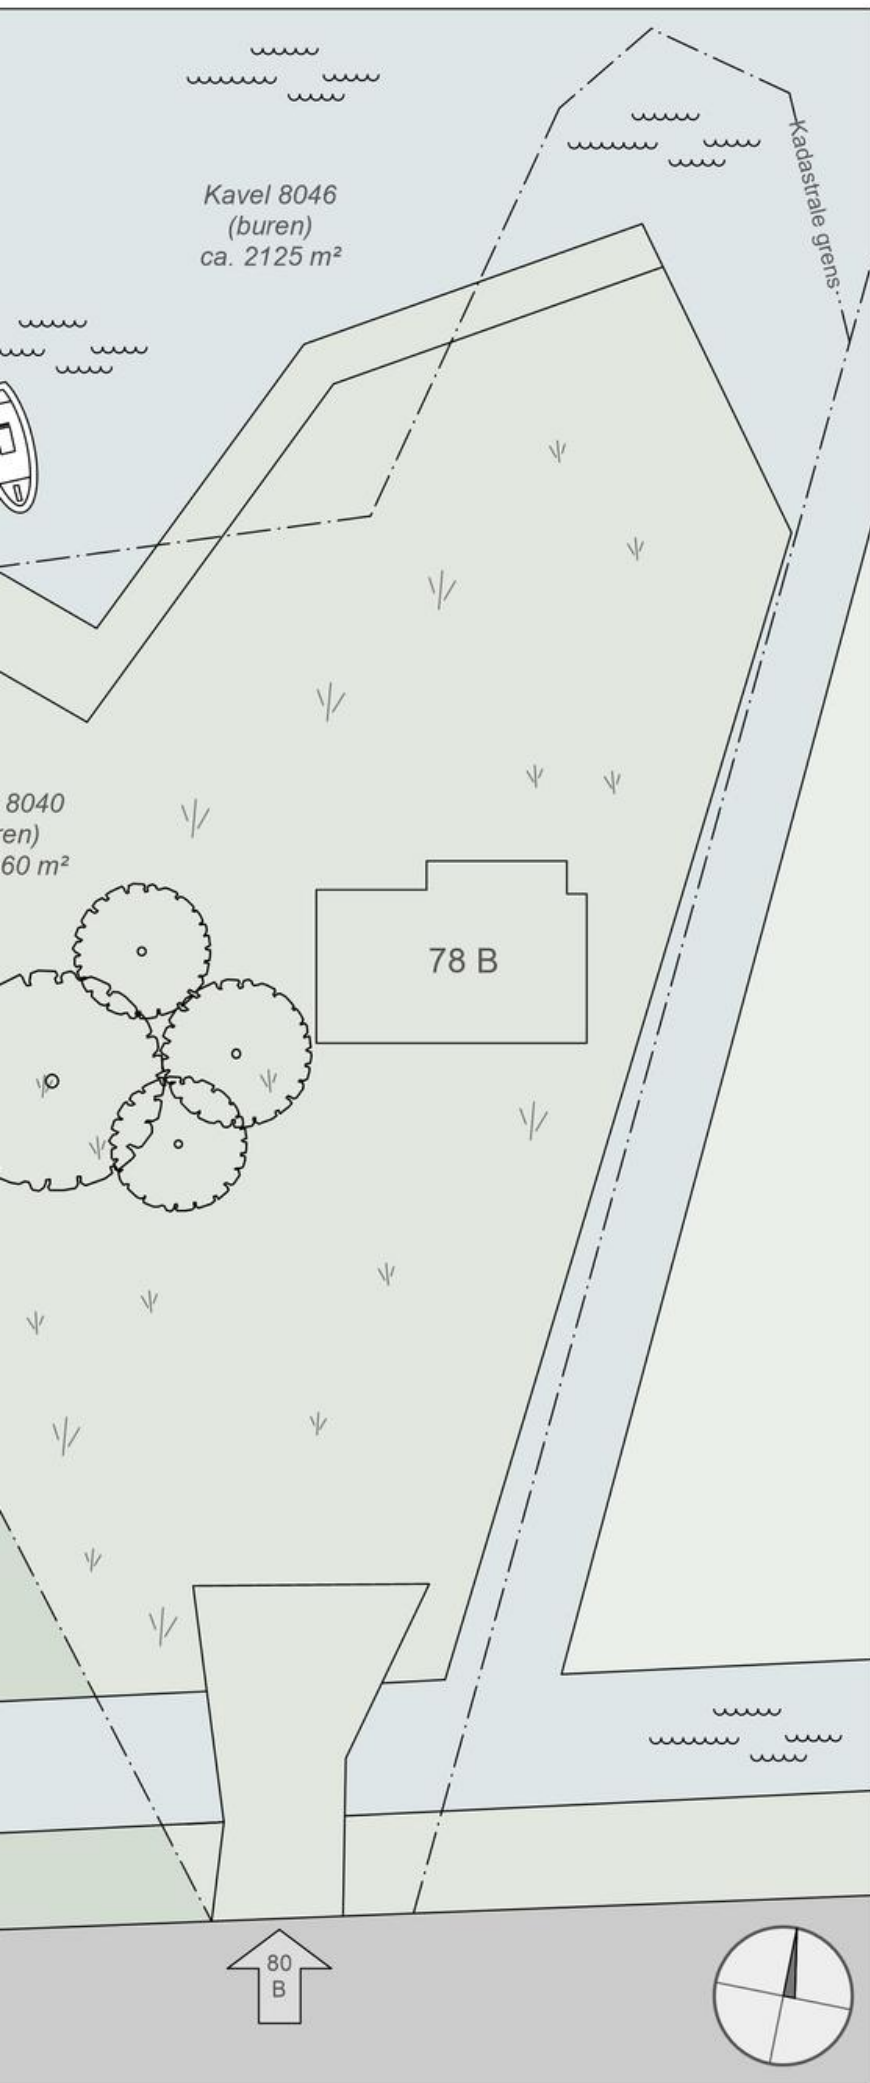 Kavel 8046
(buren)
ca. 2125 m²
Kadastrale grens
8040
ren)
60 m²
78 B
80
B